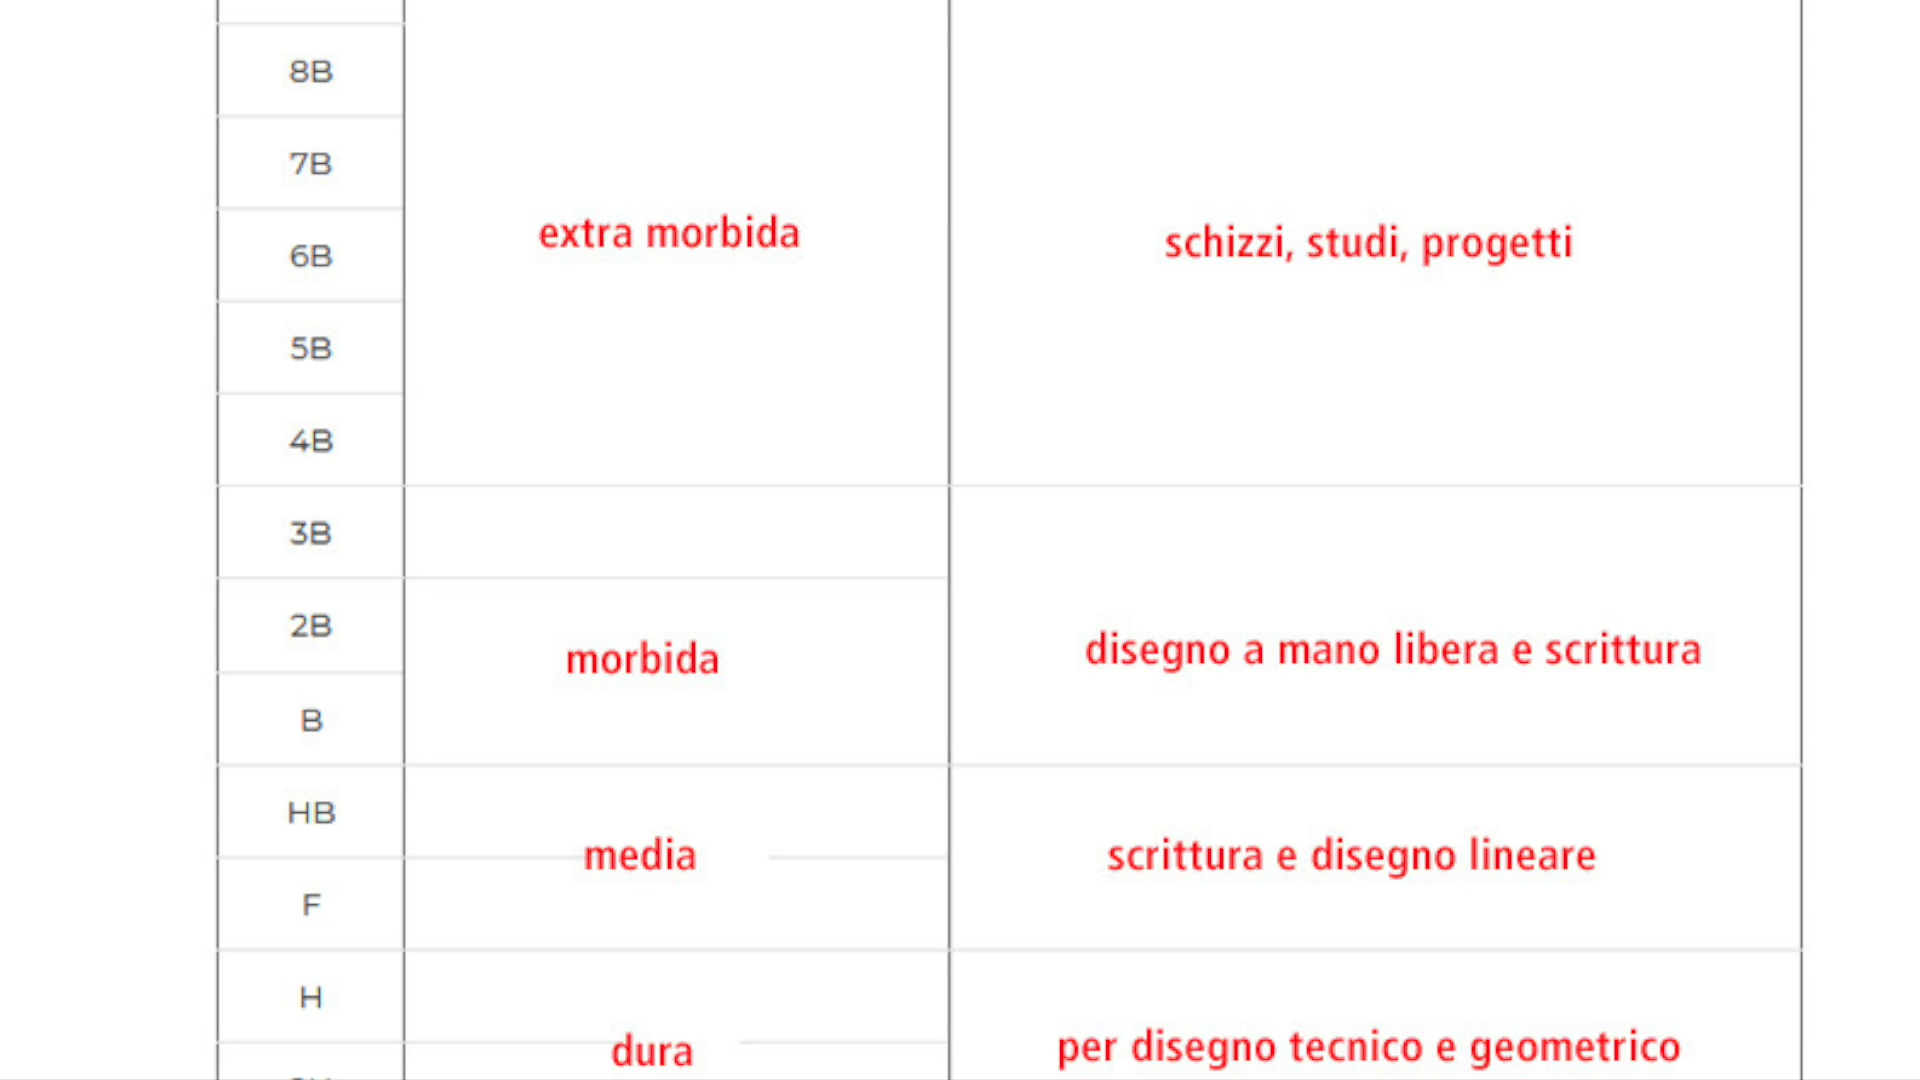 8B
7B
extra morbida
schizzi, studi, progetti
6B
5B
4B
3B
2B
morbida
disegno a mano libera e scrittura
B
HB
media
scrittura e disegno lineare
F
H
dura
per disegno tecnico e geometrico